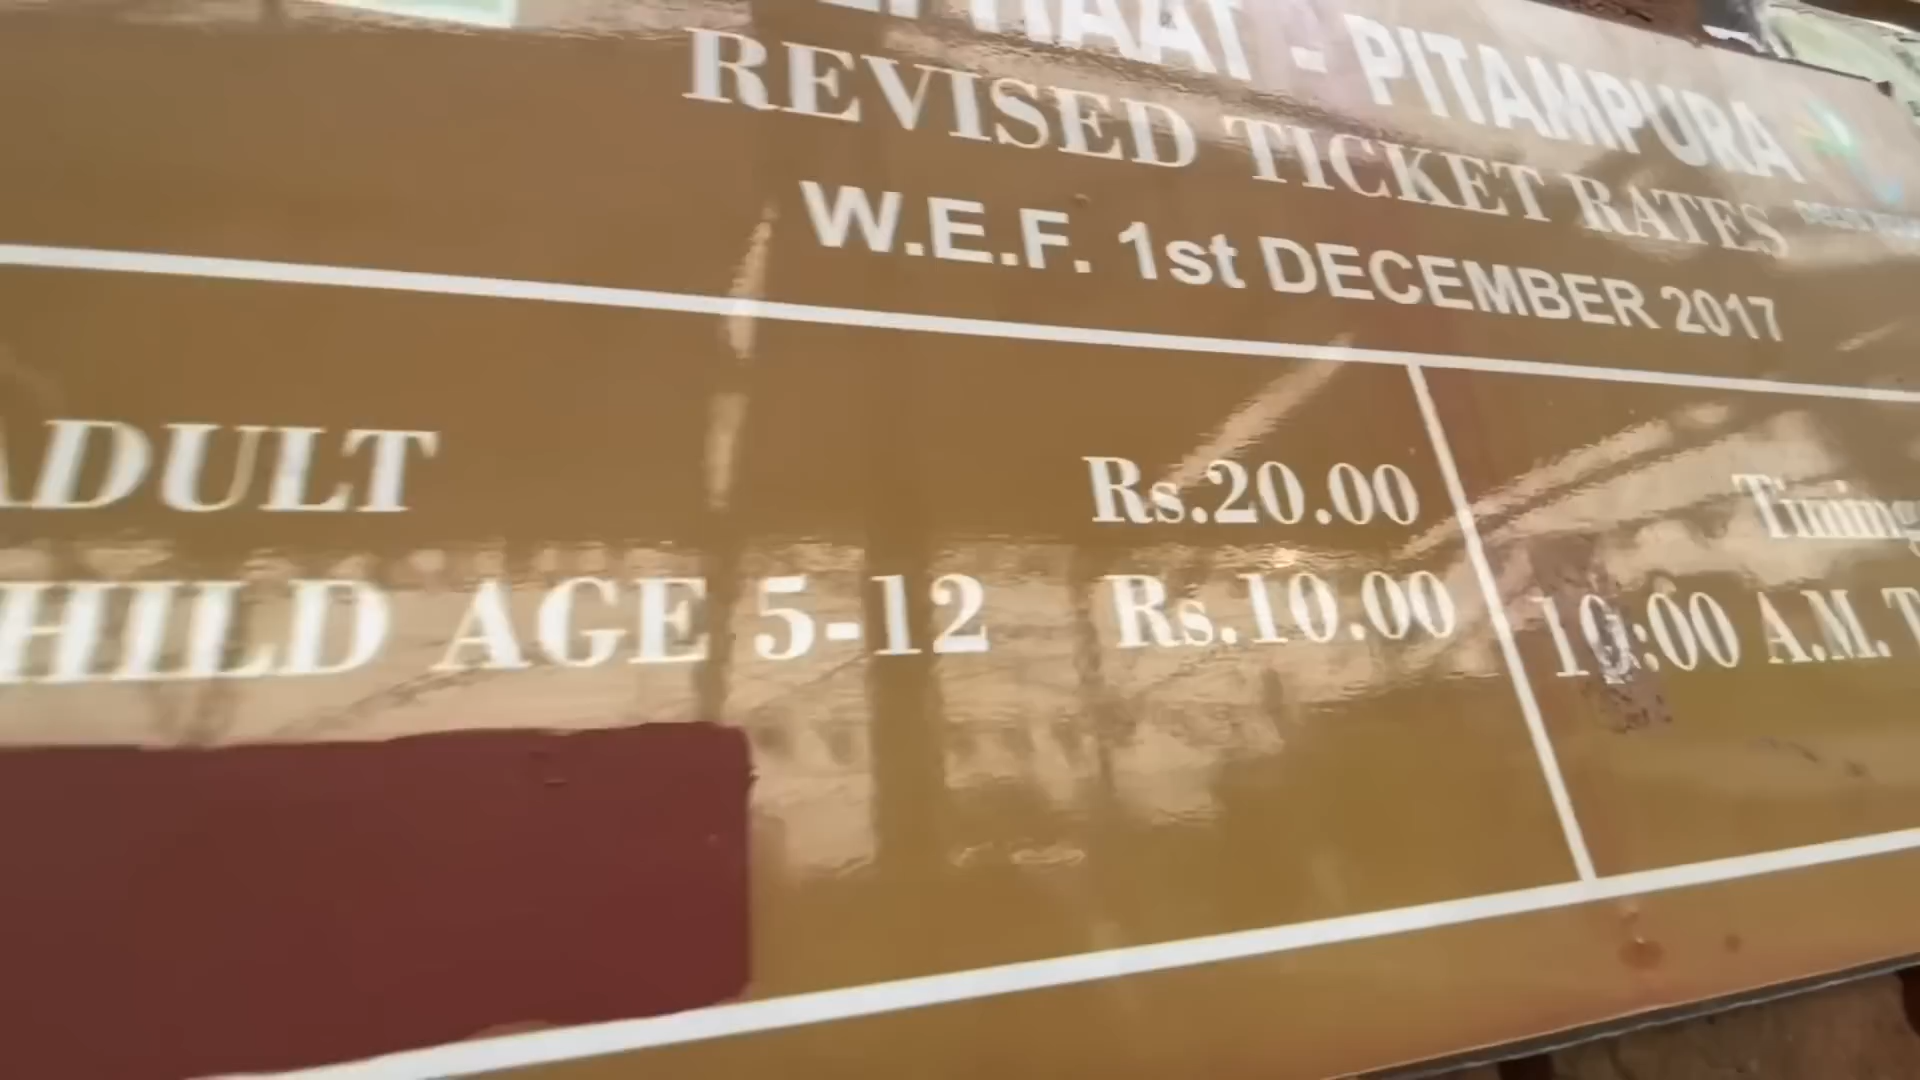 HAAT - PITAMPURA
REVISED TICKET RATES
W.E.F. 1st DECEMBER 2017
ADULT Rs.20.00
HILD AGE 5-12 Rs.10.00
Timing
10:00 A.M. T